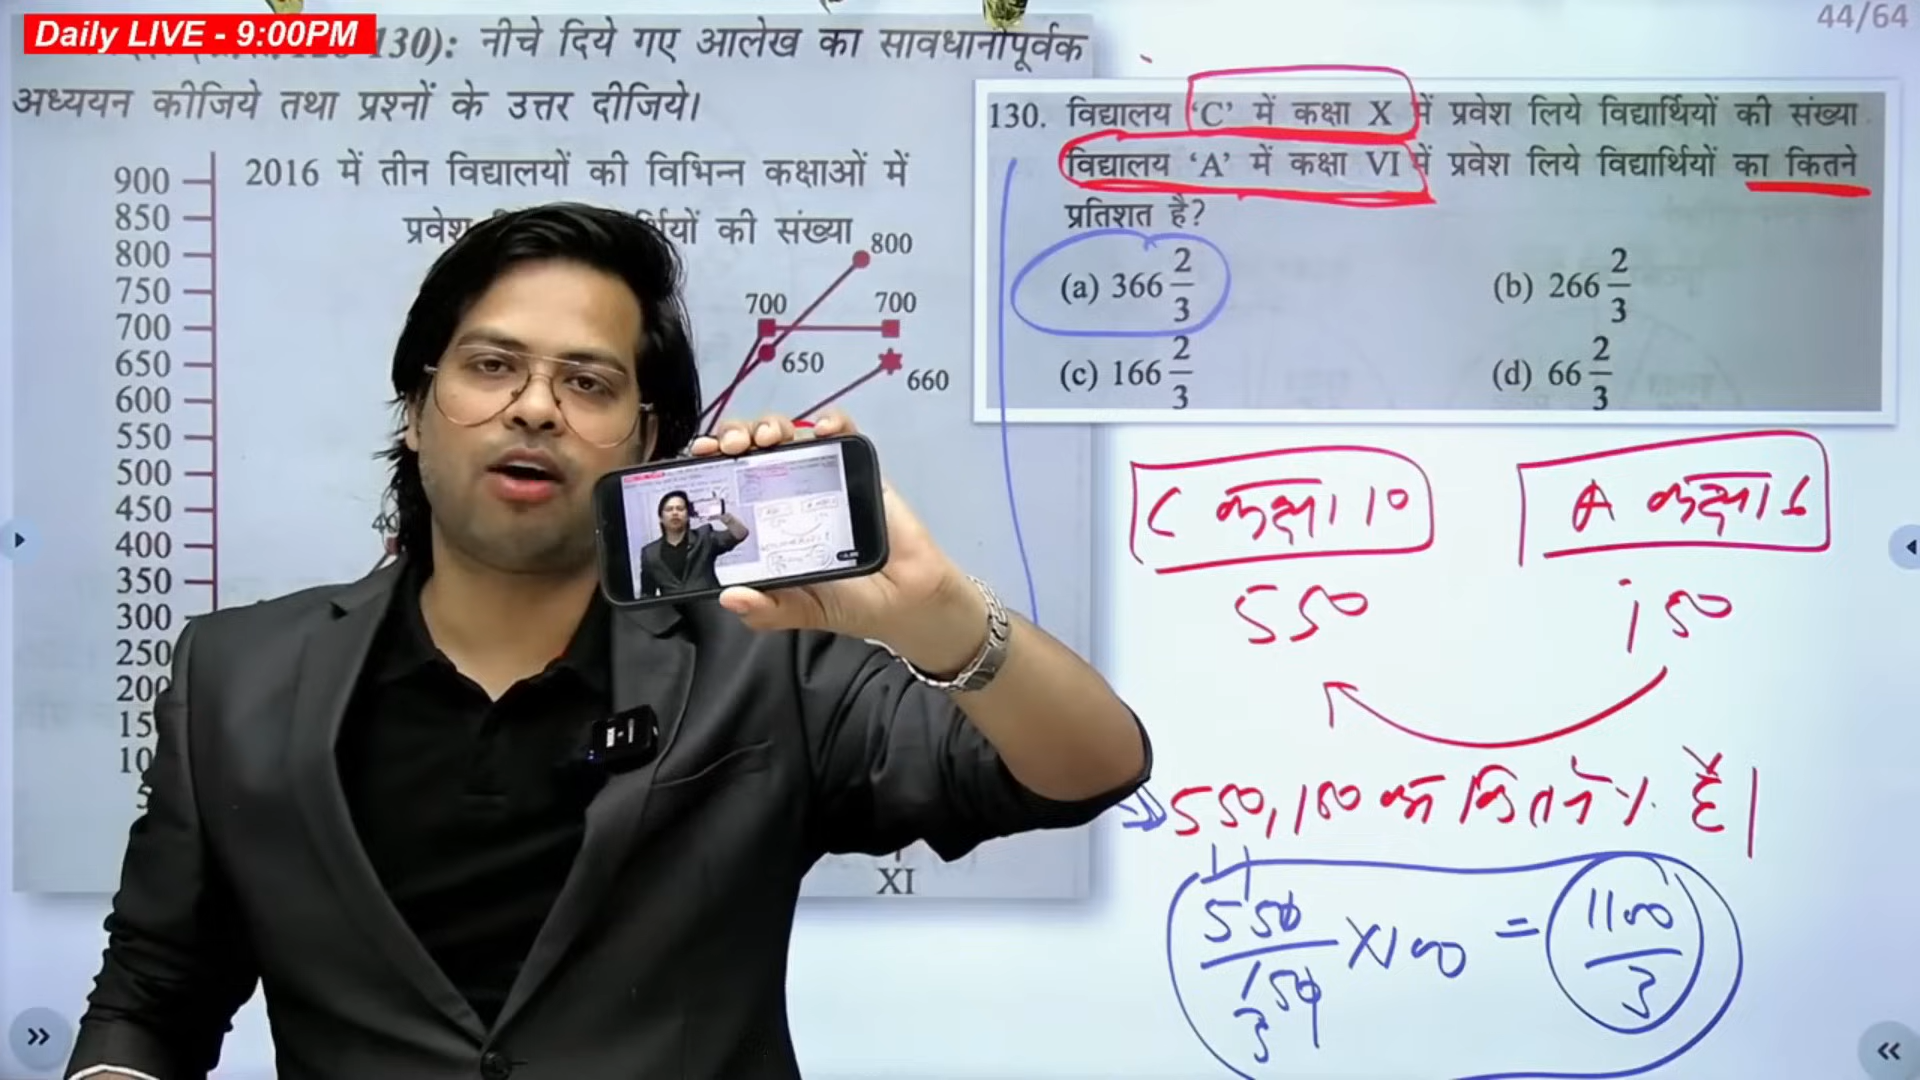 Daily LIVE - 9:00PM
130): नीचे दिये गए आलेख का सावधानीपूर्वक
अध्ययन कीजिये तथा प्रश्नों के उत्तर दीजिये।
2016 में तीन विद्यालयों की विभिन्न कक्षाओं में
की संख्या
900
850
800
750
700
650
600
550
500
450
400
350
300
250
200
800
700
700
650
660
XI
44/64
130. विद्यालय ‘C’ में कक्षा X में प्रवेश लिये विद्यार्थियों की संख्या
विद्यालय ‘A’ में कक्षा VI में प्रवेश लिये विद्यार्थियों का कितने
प्रतिशत है?
(a) 366 2/3 (b) 266 2/3
(c) 166 2/3 (d) 66 2/3
C कक्षा 10 A कक्षा 6
550 150
550, 150 का कितने % है।
11
550/150 × 100 = 1100/3
3
>>
<<